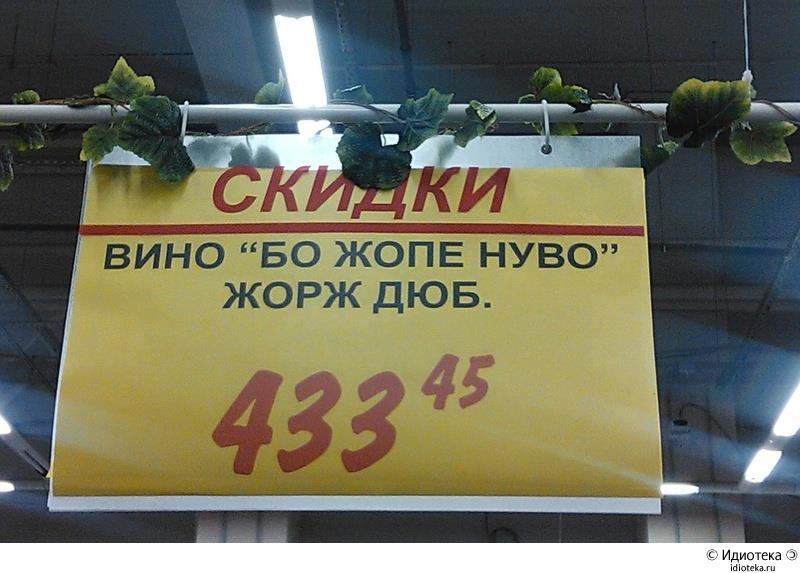 СКИДКИ
ВИНО “БО ЖОПЕ НУВО”
ЖОРЖ ДЮБ.
433 45
© Идиотека
idioteka.ru